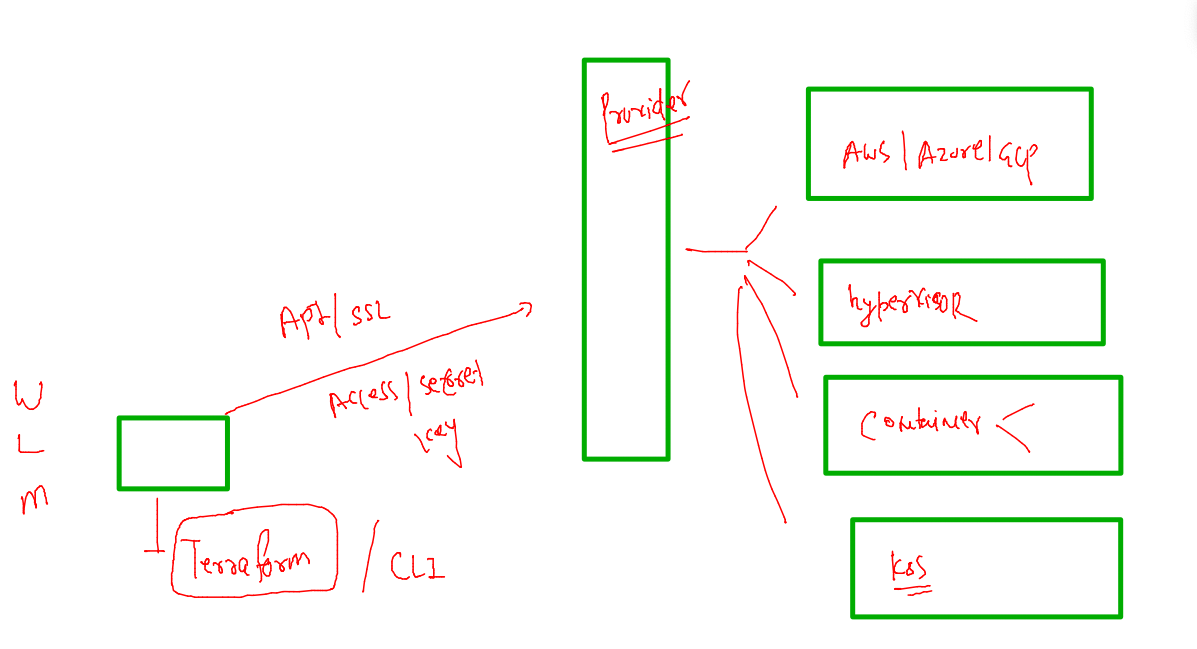 Provider
AWS | Azure | GCP
hypervisor
Container
K8S
API | SSL
Access | secret
key
W
L
m
Terraform / CLI